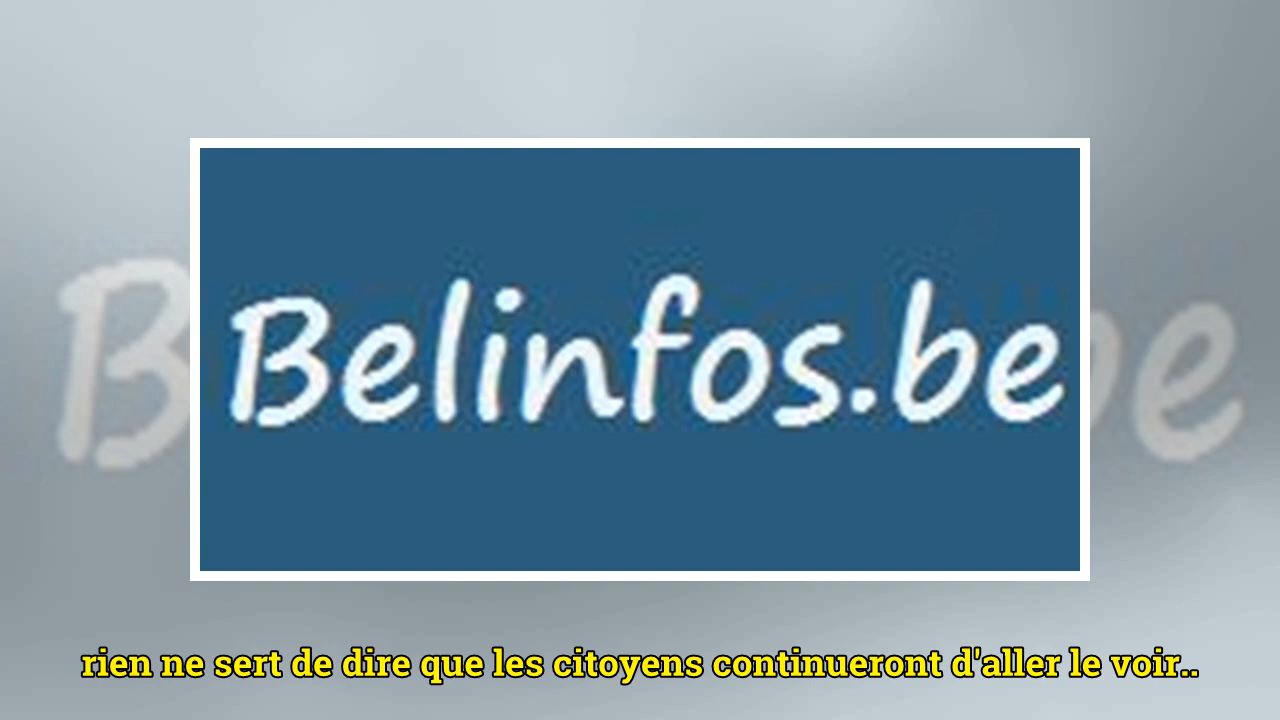 Belinfos.be
rien ne sert de dire que les citoyens continueront d'aller le voir..